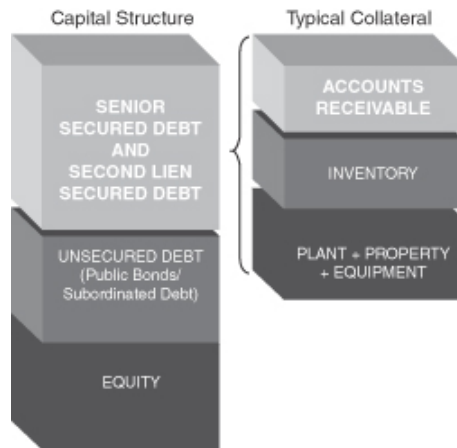 Capital Structure
Typical Collateral
SENIOR
SECURED DEBT
AND
SECOND LIEN
SECURED DEBT
UNSECURED DEBT
(Public Bonds/
Subordinated Debt)
EQUITY
ACCOUNTS
RECEIVABLE
INVENTORY
PLANT + PROPERTY
+ EQUIPMENT